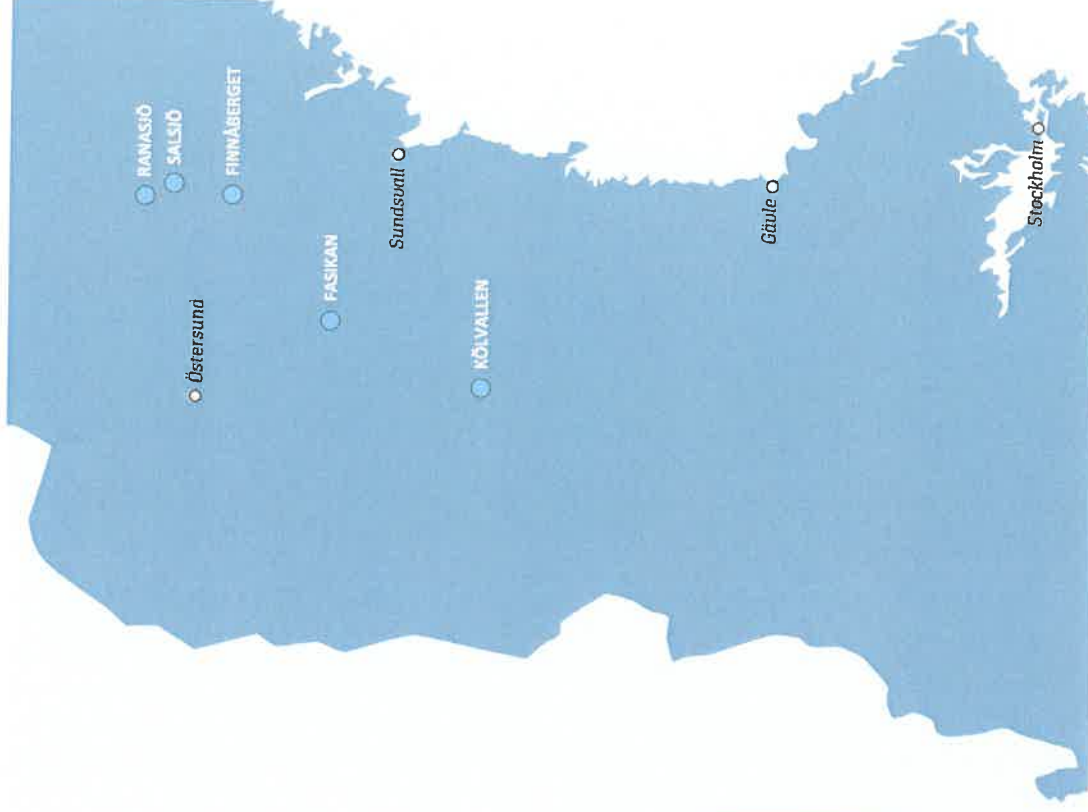 RANASJÖ
SALSJÖ
FINNÅBERGET
Östersund
FASIKAN
Sundsvall
KÖLVALLEN
Gävle
Stockholm